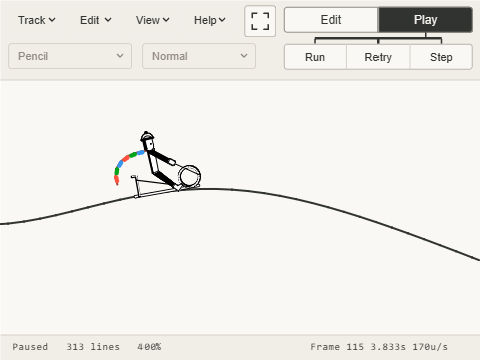 Track Edit View Help Edit Play
Pencil Normal Run Retry Step
Paused 313 lines 400% Frame 115 3.833s 170u/s